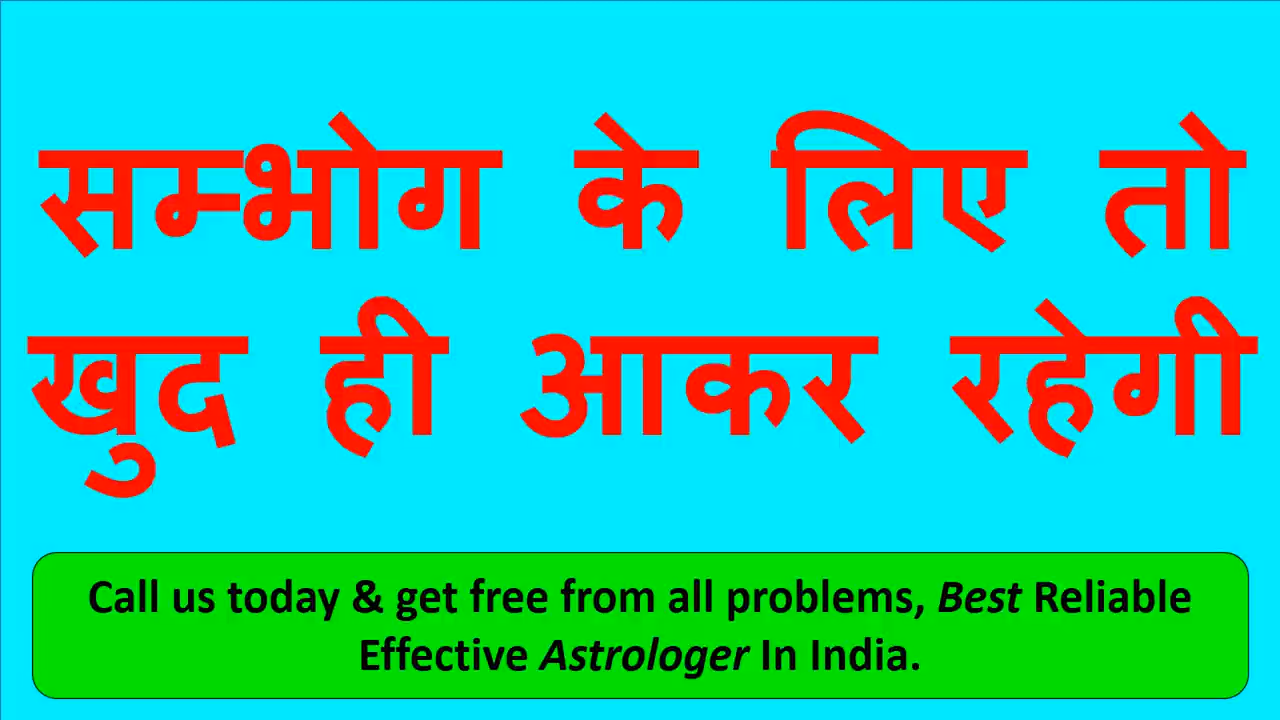 सम्भोग के लिए तो
खुद ही आकर रहेगी
Call us today & get free from all problems, Best Reliable
Effective Astrologer In India.